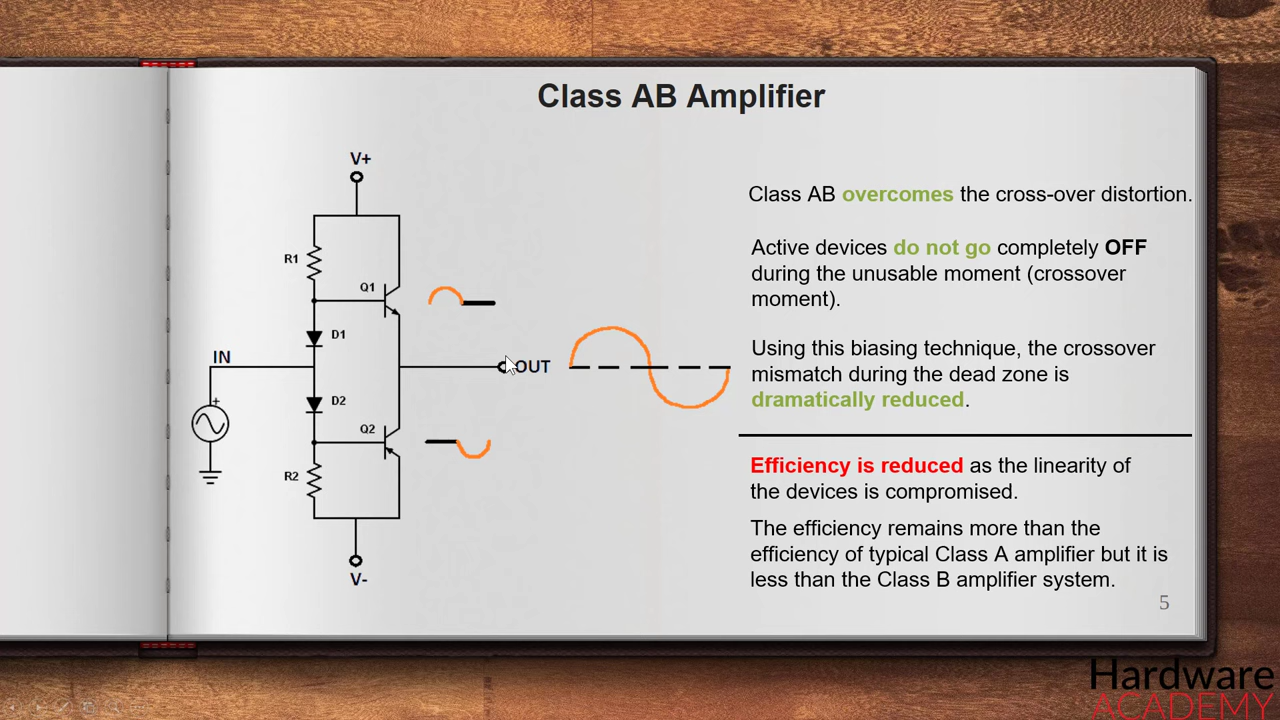 Class AB Amplifier
V+
R1
Q1
D1
IN
+
OUT
D2
Q2
R2
V-
Class AB overcomes the cross-over distortion.
Active devices do not go completely OFF
during the unusable moment (crossover
moment).
Using this biasing technique, the crossover
mismatch during the dead zone is
dramatically reduced.
Efficiency is reduced as the linearity of
the devices is compromised.
The efficiency remains more than the
efficiency of typical Class A amplifier but it is
less than the Class B amplifier system.
5
Hardware
ACADEMY